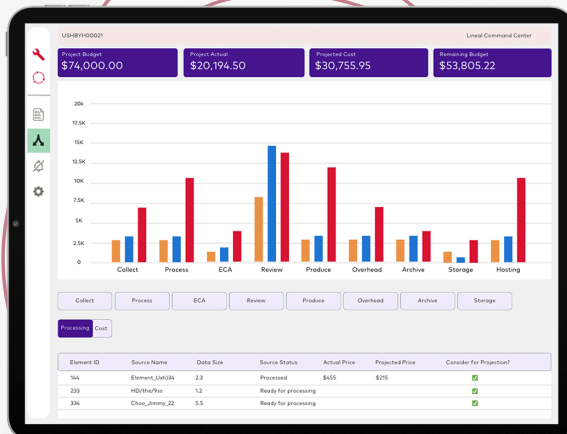 USHBYH00021 Lineal Command Center
Project Budget Project Actual Projected Cost Remaining Budget
$74,000.00 $20,194.50 $30,755.95 $53,805.22
20k
17.5K
15K
12.5K
10K
7.5K
5K
2.5K
0
Collect Process ECA Review Produce Overhead Archive Storage Hosting
Collect Process ECA Review Produce Overhead Archive Storage
Processing Cost
Element ID Source Name Data Size Source Status Actual Price Projected Price Consider for Projection?
144 Element_Uxh)34 2.3 Processed $455 $215
233 HD/the/9ss 1.2 Ready for processing
334 Choo_Jimmy_22 5.5 Ready for processing